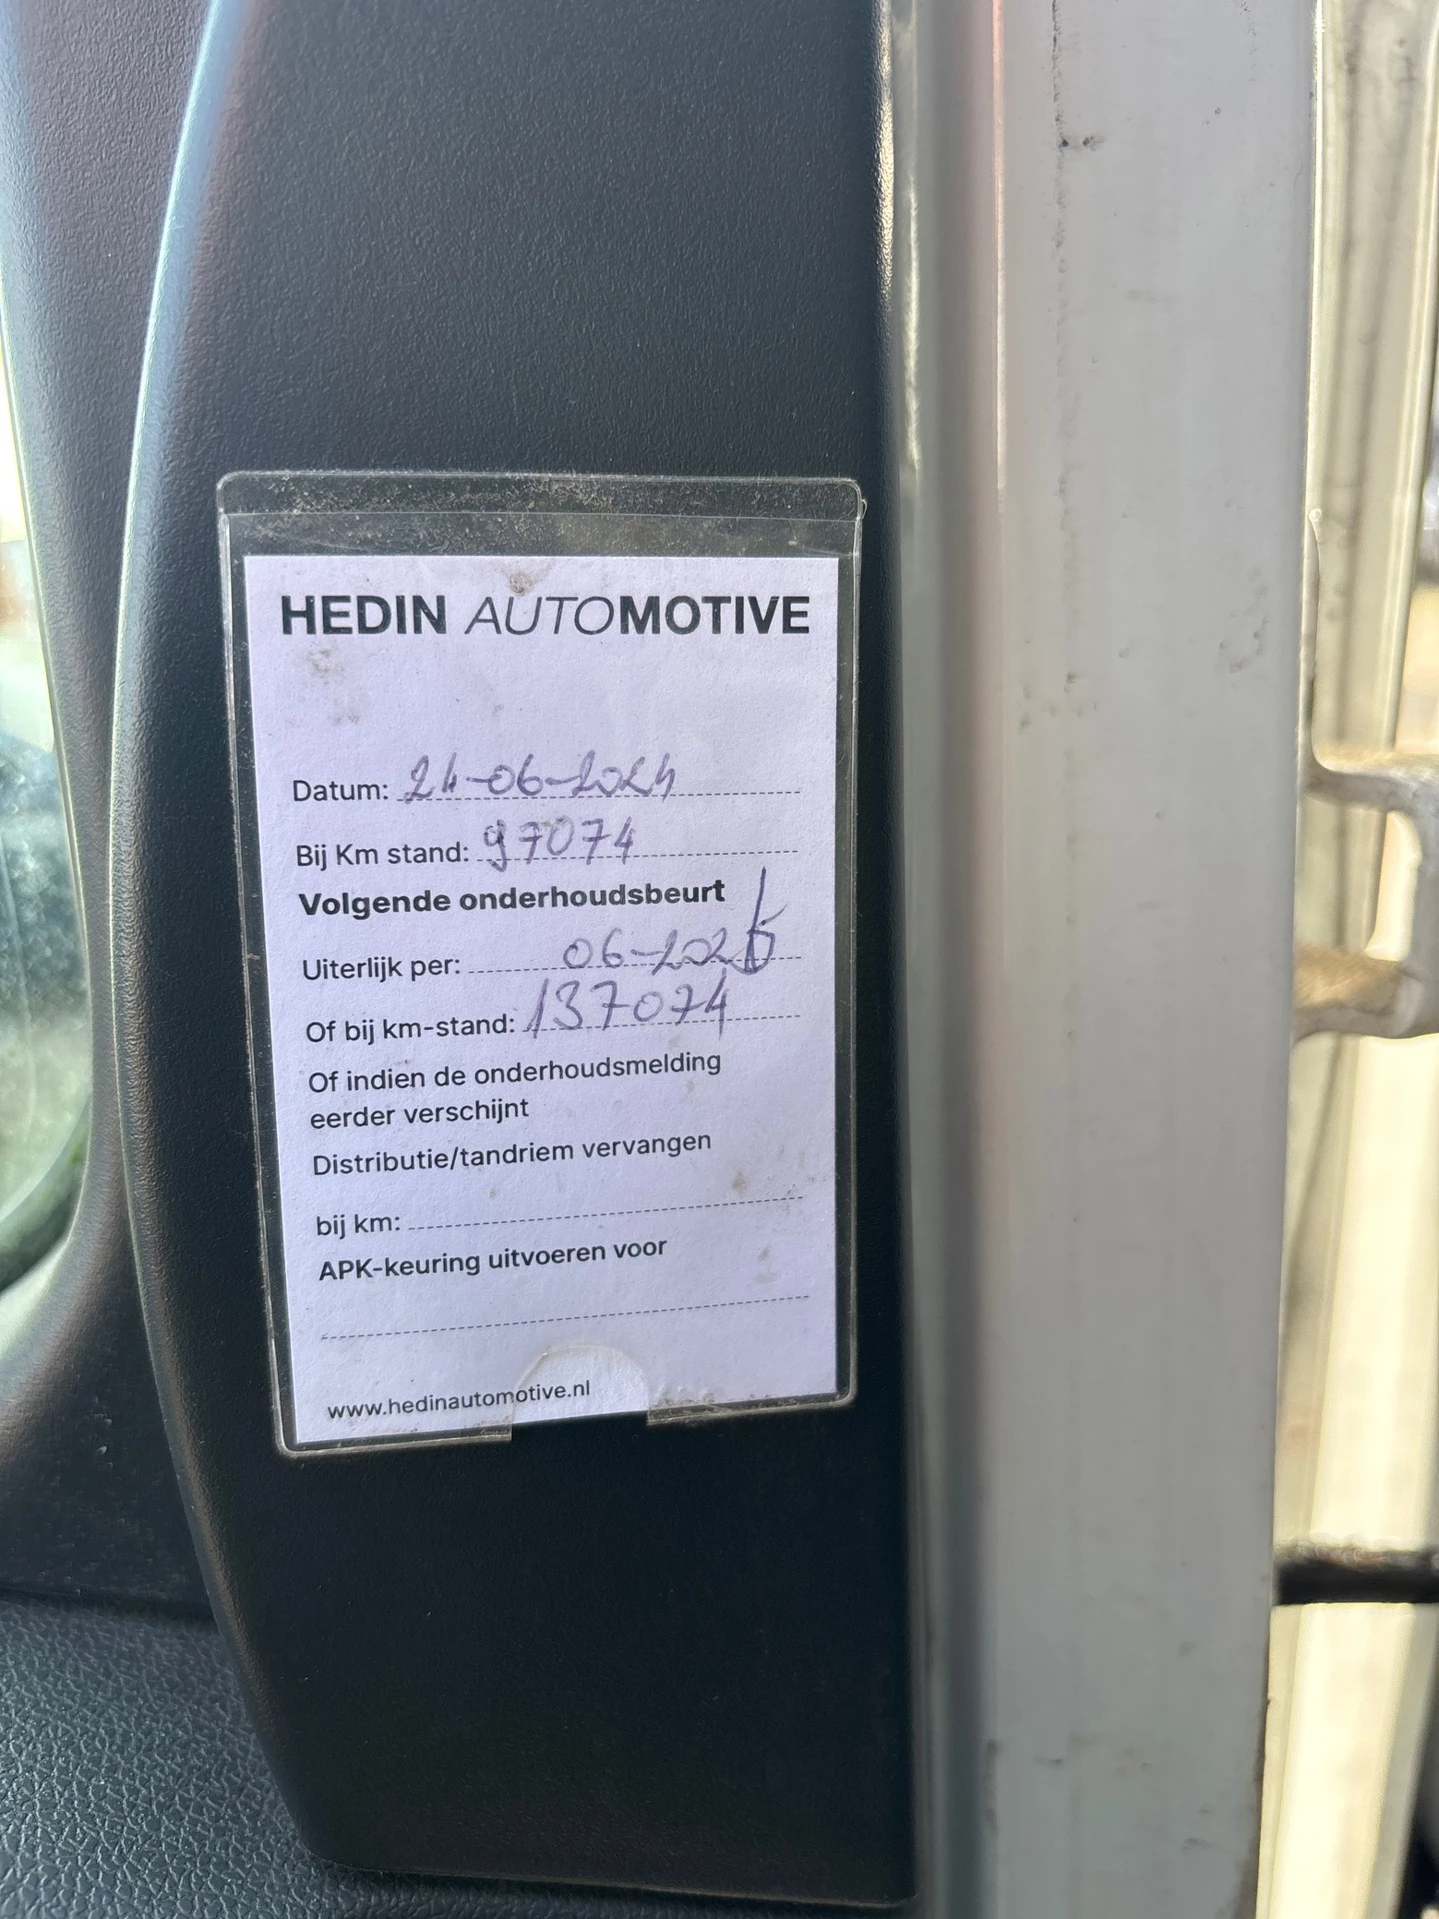 HEDIN AUTOMOTIVE
Datum: 24-06-2024
Bij Km stand: 97074
Volgende onderhoudsbeurt
Uiterlijk per: 06-2026
Of bij km-stand: 137074
Of indien de onderhoudsmelding
eerder verschijnt
Distributie/tandriem vervangen
bij km:
APK-keuring uitvoeren voor
www.hedinautomotive.nl